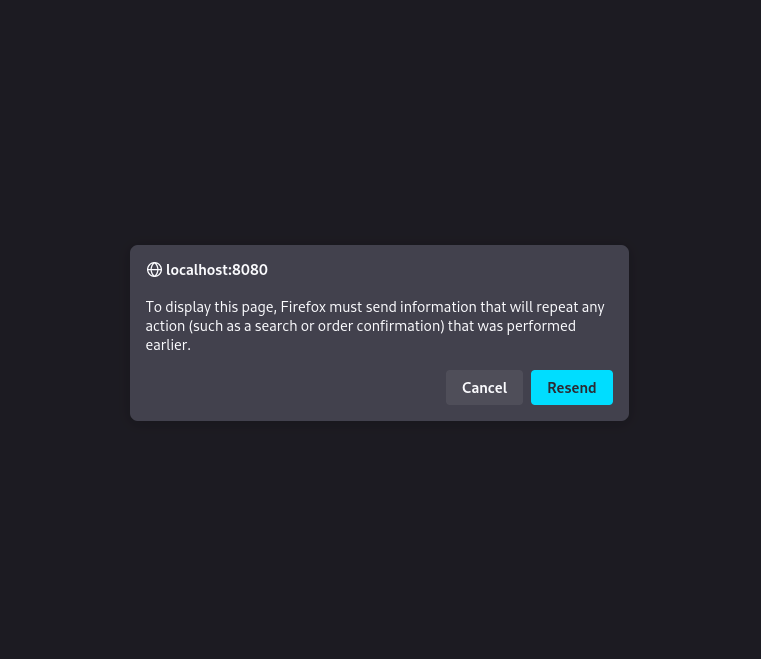 localhost:8080
To display this page, Firefox must send information that will repeat any
action (such as a search or order confirmation) that was performed
earlier.
Cancel
Resend